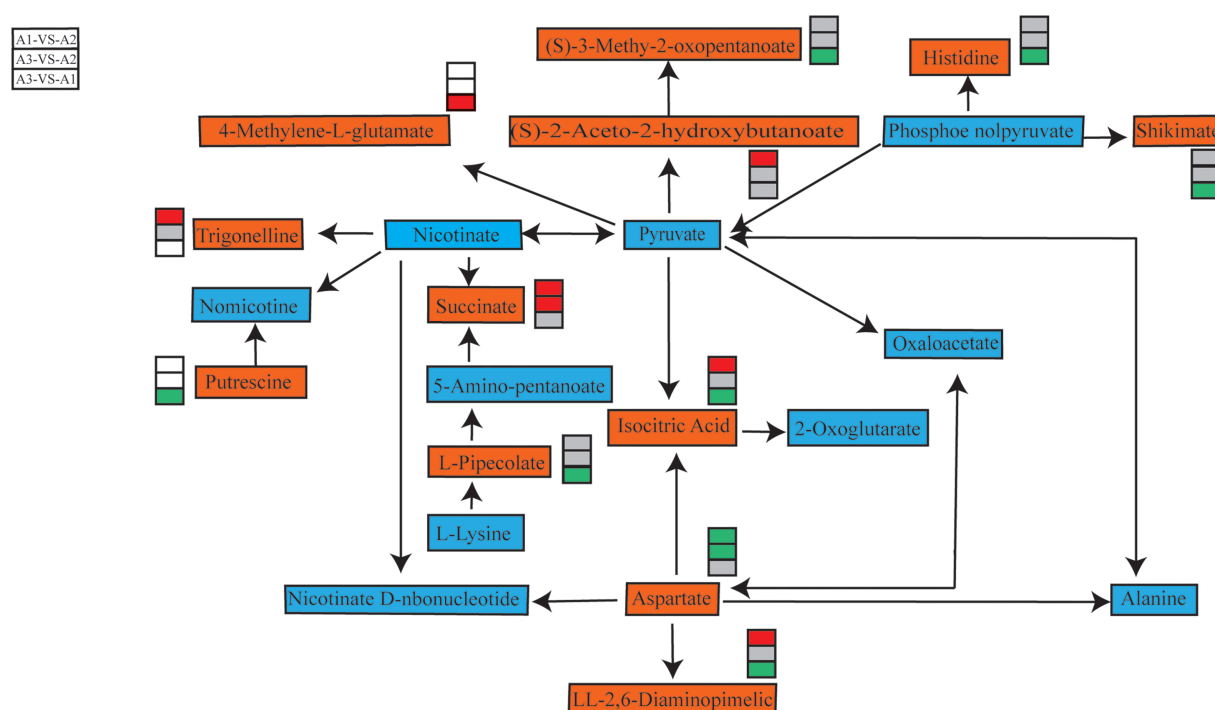 A1-VS-A2
A3-VS-A2
A3-VS-A1
(S)-3-Methy-2-oxopentanoate
Histidine
4-Methylene-L-glutamate
(S)-2-Aceto-2-hydroxybutanoate
Phosphoe nolpyruvate
Shikimate
Trigonelline
Nicotinate
Pyruvate
Nomicotine
Succinate
Oxaloacetate
Putrescine
5-Amino-pentanoate
Isocitric Acid
2-Oxoglutarate
L-Pipecolate
L-Lysine
Nicotinate D-nbonucleotide
Aspartate
Alanine
LL-2,6-Diaminopimelic